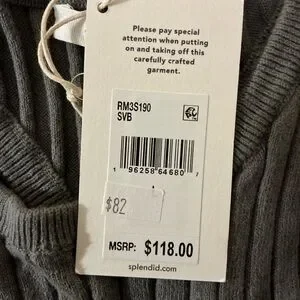 Please pay special
attention when putting
on and taking off this
carefully crafted
garment.
RM3S190
SVB
1 96258 64680 7
$82
MSRP: $118.00
splendid.com